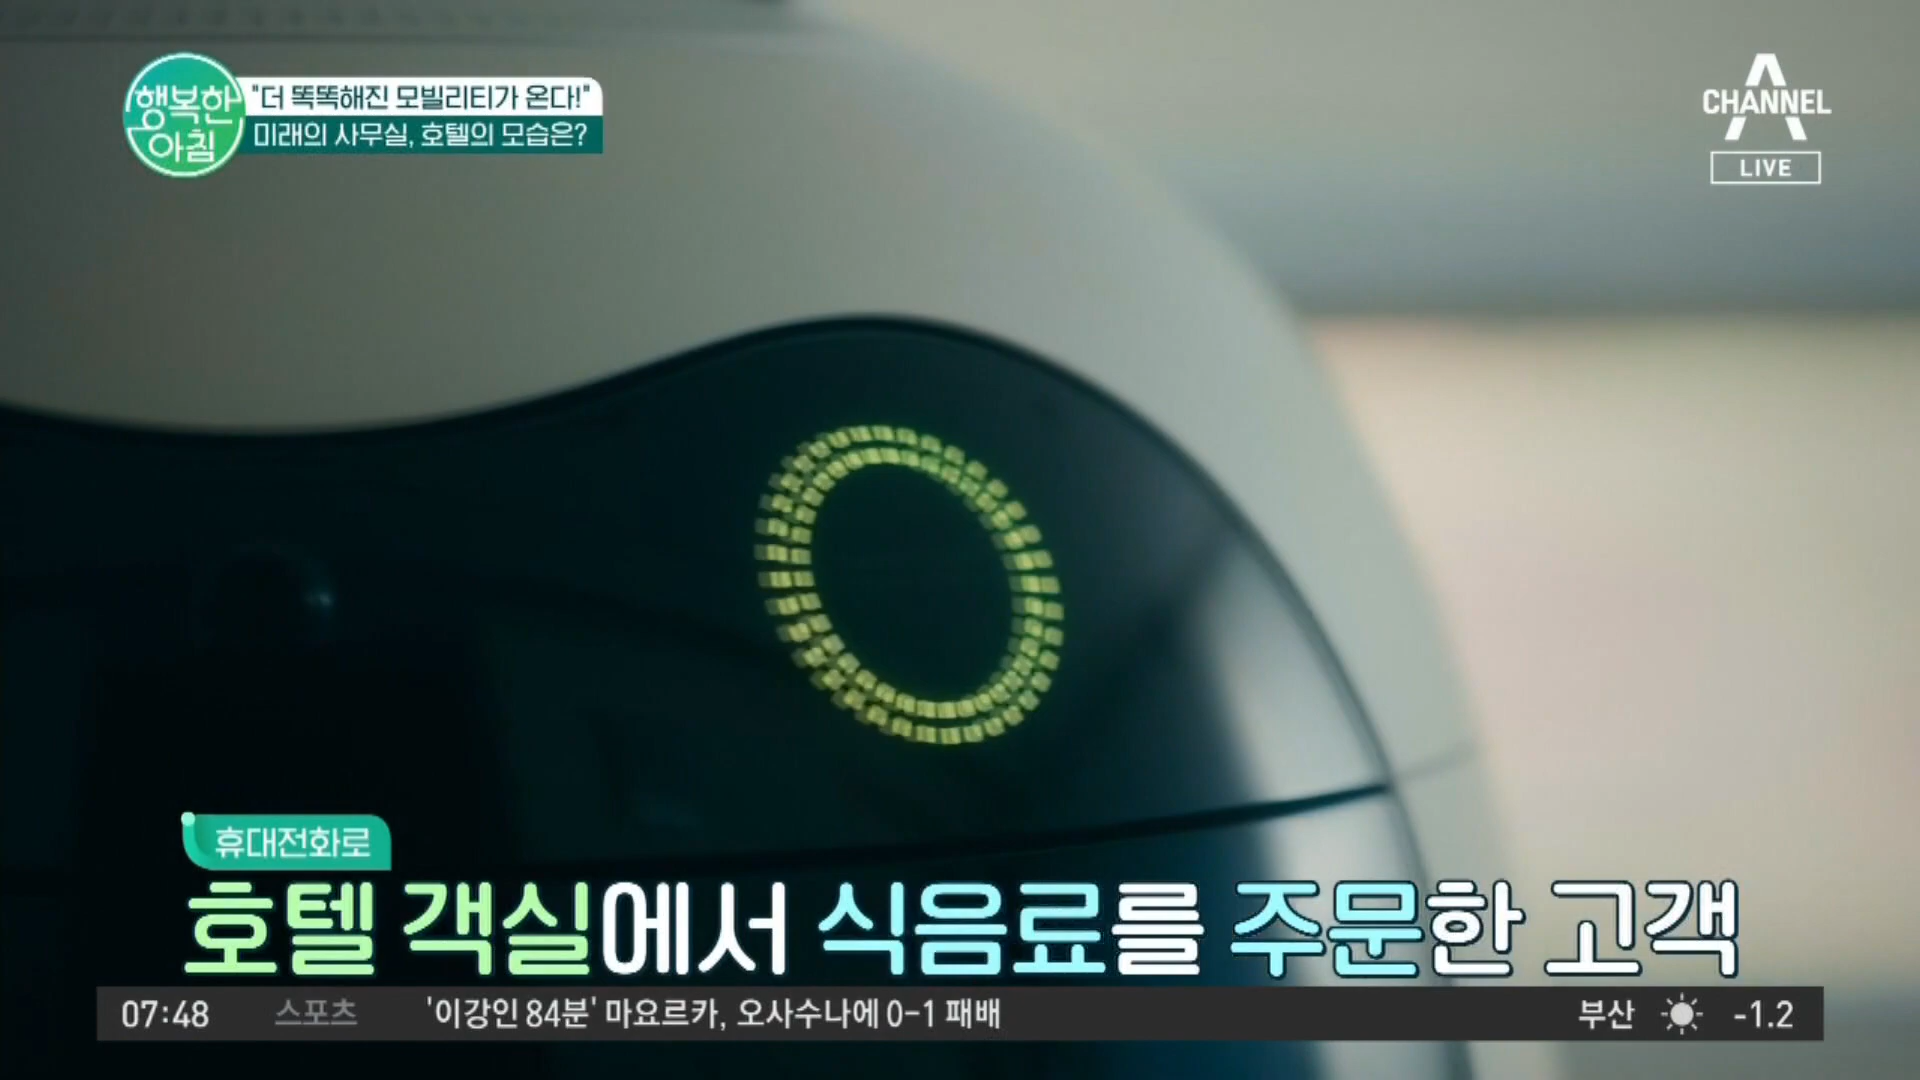 행복한
아침
"더 똑똑해진 모빌리티가 온다!"
미래의 사무실, 호텔의 모습은?
CHANNEL A
LIVE
휴대전화로
호텔 객실에서 식음료를 주문한 고객
07:48 스포츠 '이강인 84분' 마요르카, 오사수나에 0-1 패배 부산 -1.2